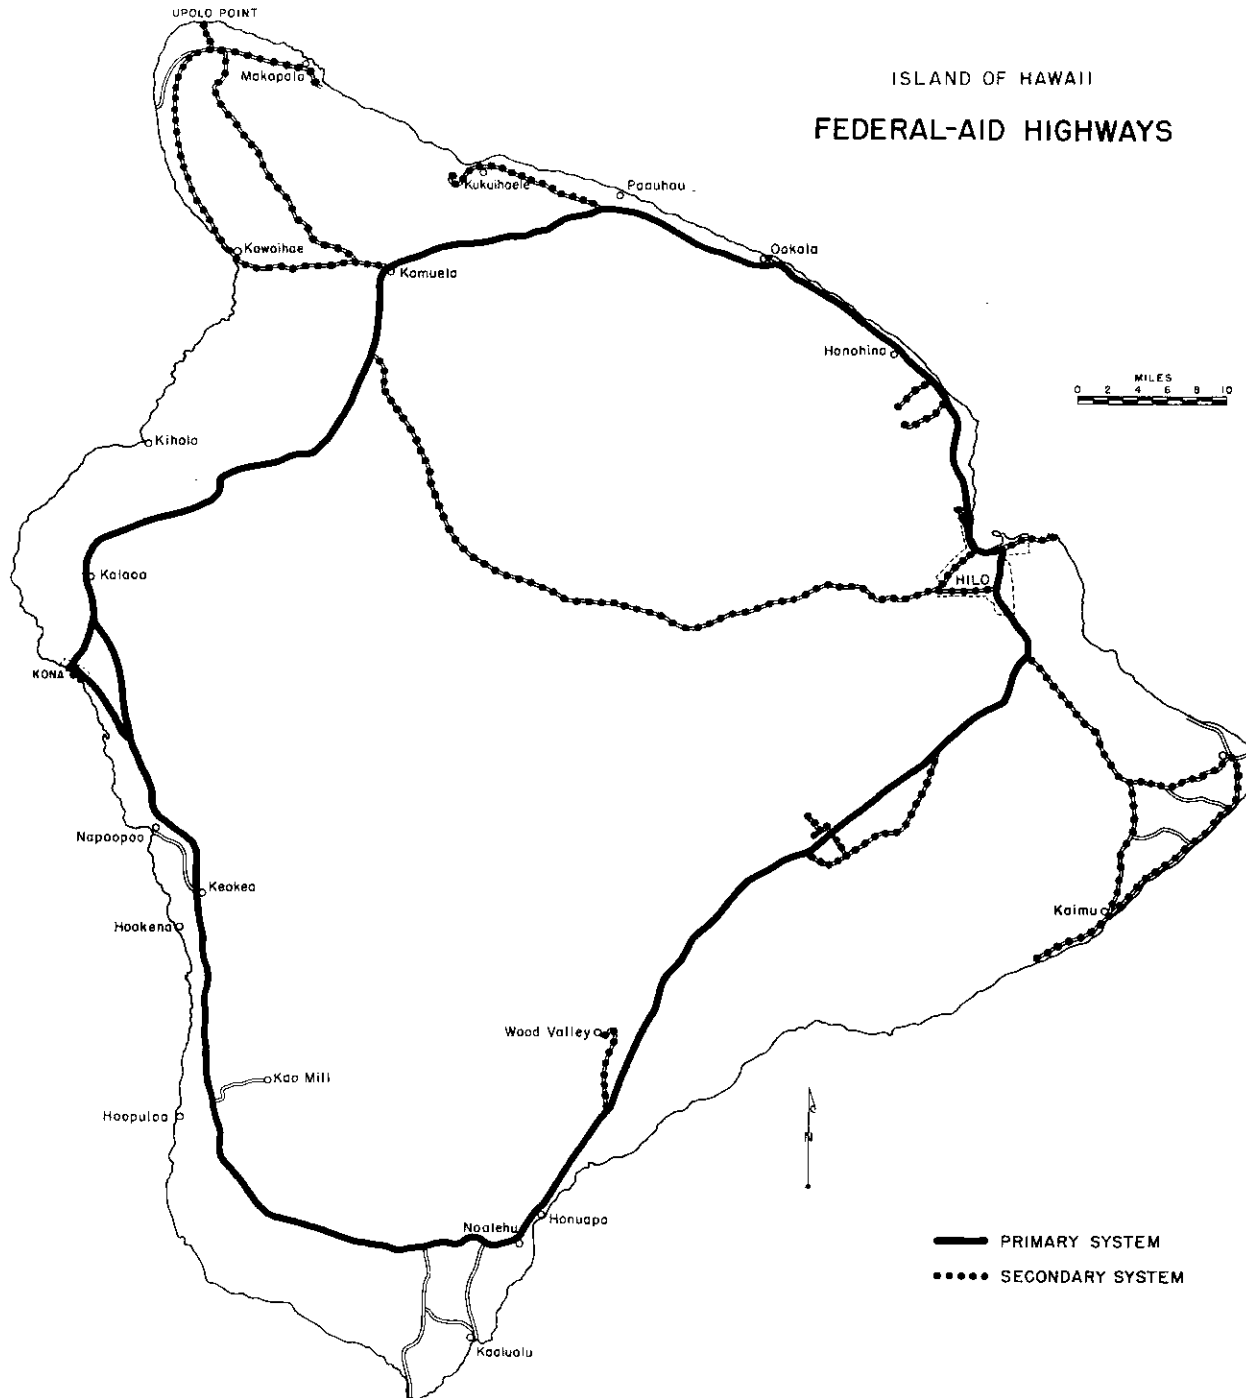 UPOLO POINT
Makapala
ISLAND OF HAWAII
FEDERAL-AID HIGHWAYS
Kukuihaele
Paauhau
Kawaihae
Kamuela
Ookala
Honohina
MILES
0 2 4 6 8 10
Kiholo
Kalaoa
HILO
KONA
Napoopoo
Keokea
Hookena
Kaimu
Wood Valley
Kao Mill
Hoopuloa
N
Honuapo
Naalehu
PRIMARY SYSTEM
SECONDARY SYSTEM
Kaalualu